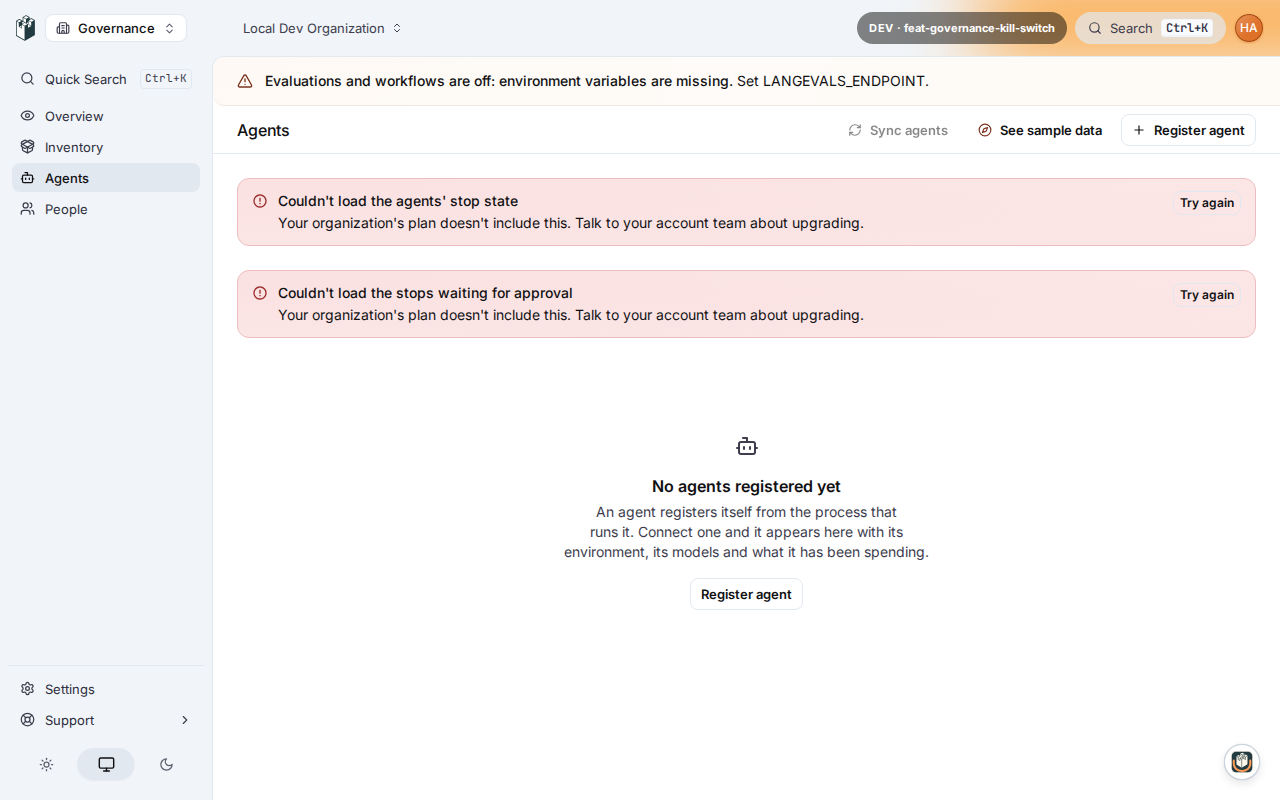 Governance
Local Dev Organization
DEV · feat-governance-kill-switch
Search Ctrl+K
HA
Quick Search Ctrl+K
Overview
Inventory
Agents
People
Settings
Support
Evaluations and workflows are off: environment variables are missing. Set LANGEVALS_ENDPOINT.
Agents
Sync agents
See sample data
Register agent
Couldn't load the agents' stop state
Your organization's plan doesn't include this. Talk to your account team about upgrading.
Try again
Couldn't load the stops waiting for approval
Your organization's plan doesn't include this. Talk to your account team about upgrading.
Try again
No agents registered yet
An agent registers itself from the process that
runs it. Connect one and it appears here with its
environment, its models and what it has been spending.
Register agent